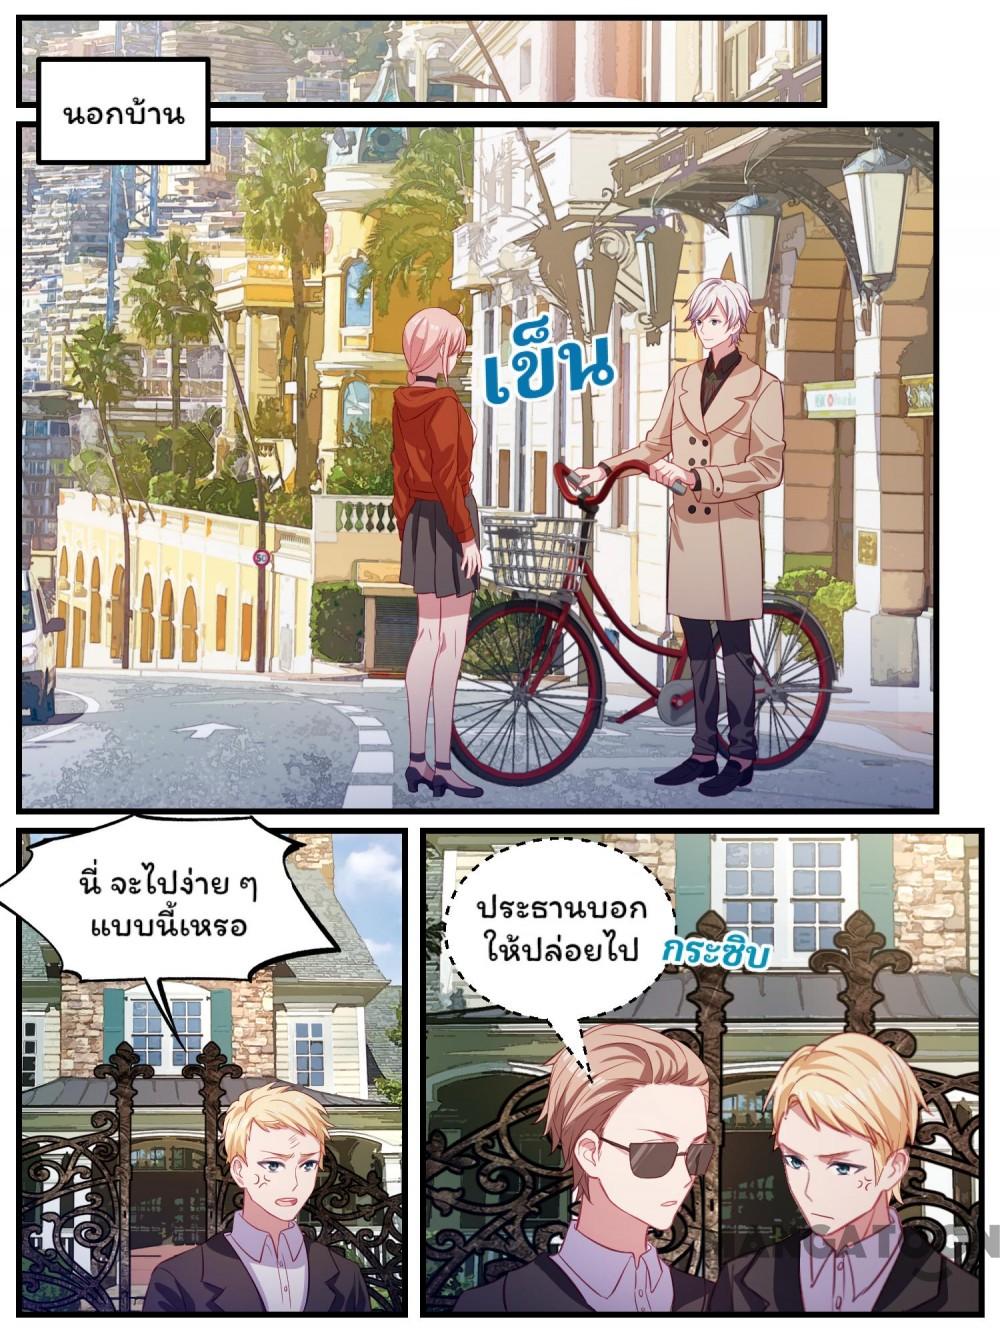 นอกบ้าน
เข็น
50
นี่ จะไปง่าย ๆ
แบบนี้เหรอ
ประธานบอก
ให้ปล่อยไป
กระซิบ
MANGATOON